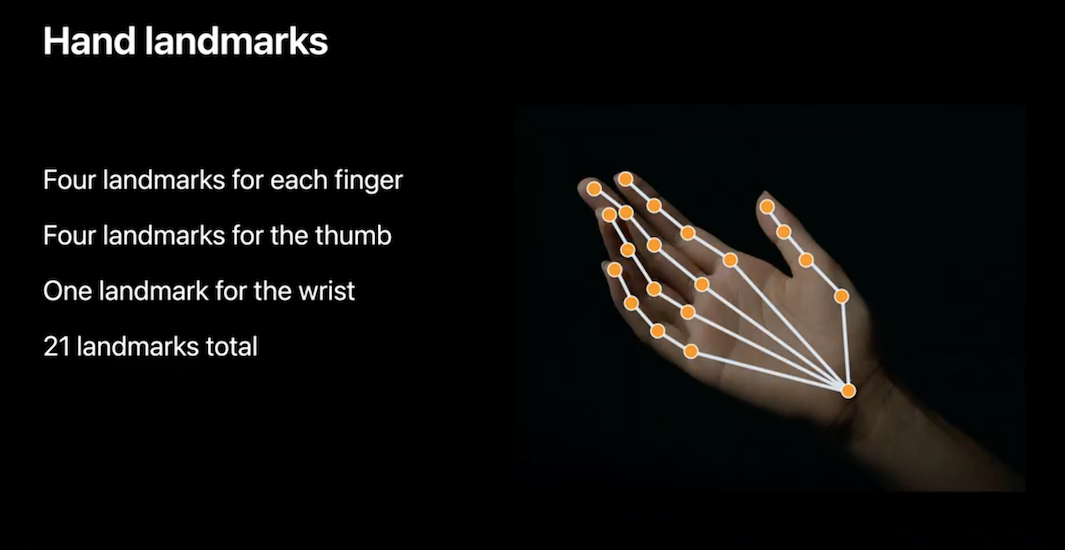 Hand landmarks
Four landmarks for each finger
Four landmarks for the thumb
One landmark for the wrist
21 landmarks total